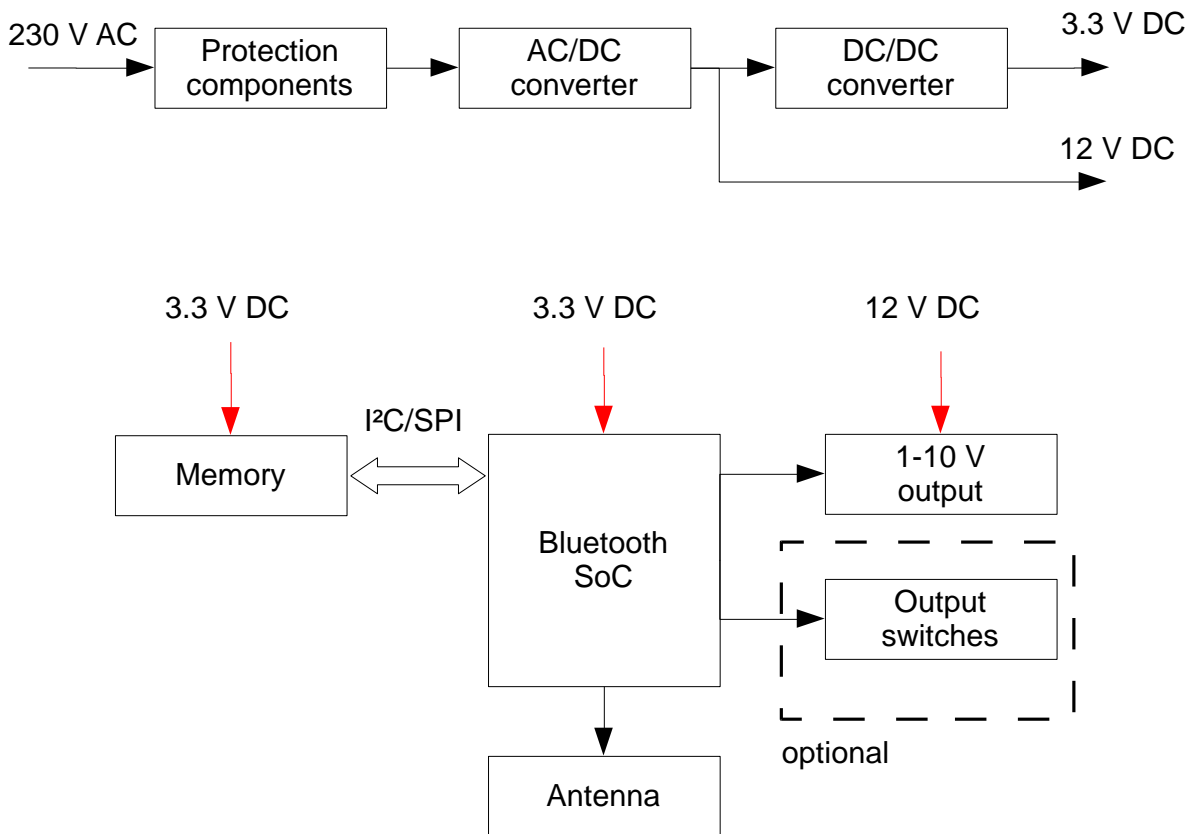 230 V AC
Protection
components
AC/DC
converter
DC/DC
converter
3.3 V DC
12 V DC
3.3 V DC
3.3 V DC
12 V DC
Memory
I²C/SPI
Bluetooth
SoC
1-10 V
output
Output
switches
optional
Antenna